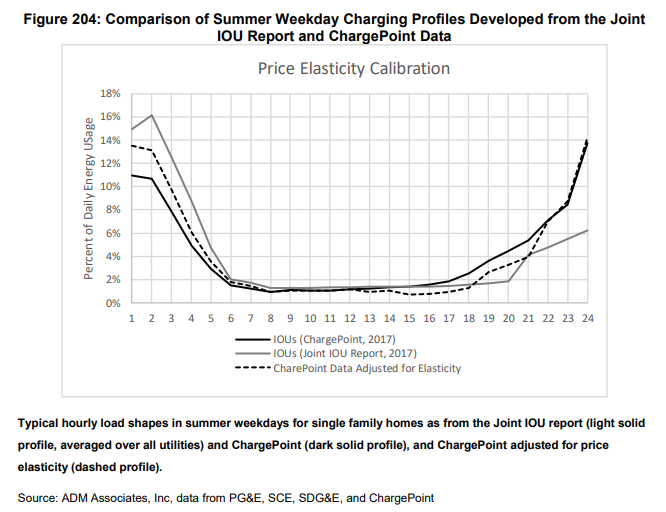 Figure 204: Comparison of Summer Weekday Charging Profiles Developed from the Joint
IOU Report and ChargePoint Data
Price Elasticity Calibration
Percent of Daily Energy USage
18%
16%
14%
12%
10%
8%
6%
4%
2%
0%
1 2 3 4 5 6 7 8 9 10 11 12 13 14 15 16 17 18 19 20 21 22 23 24
IOUs (ChargePoint, 2017)
IOUs (Joint IOU Report, 2017)
CharePoint Data Adjusted for Elasticity
Typical hourly load shapes in summer weekdays for single family homes as from the Joint IOU report (light solid
profile, averaged over all utilities) and ChargePoint (dark solid profile), and ChargePoint adjusted for price
elasticity (dashed profile).
Source: ADM Associates, Inc, data from PG&E, SCE, SDG&E, and ChargePoint